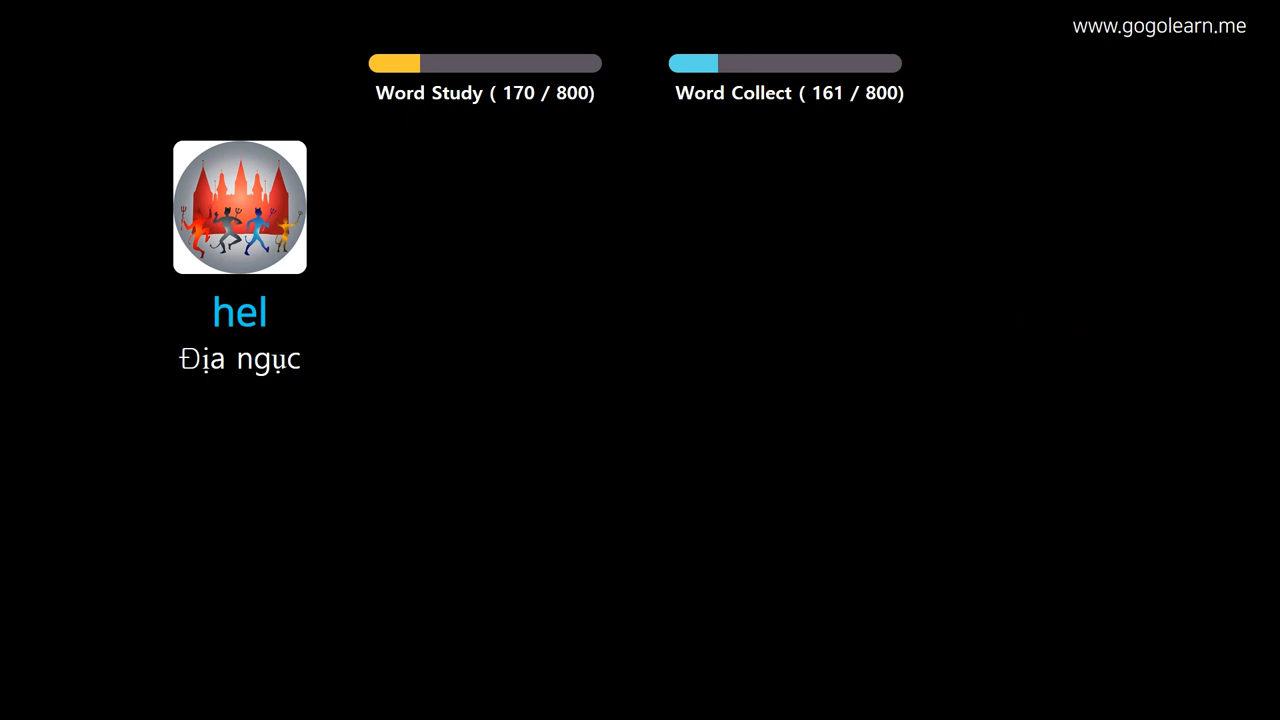 www.gogolearn.me
Word Study ( 170 / 800)
Word Collect ( 161 / 800)
hel
Địa ngục